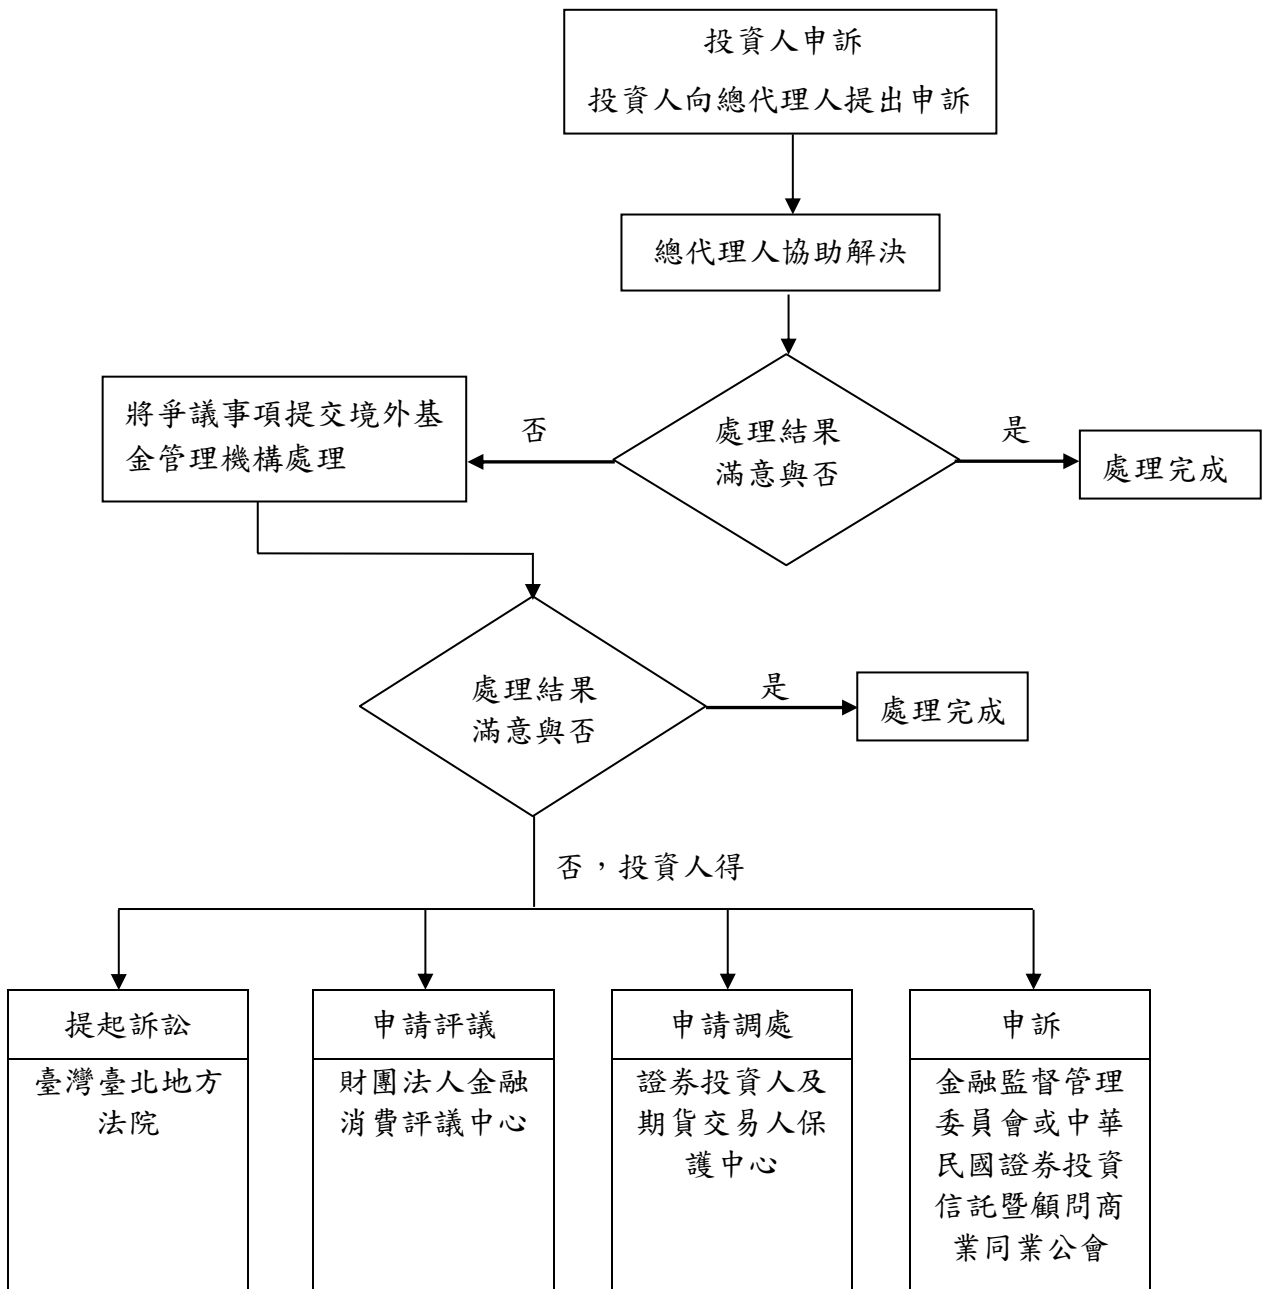 投資人申訴
投資人向總代理人提出申訴
總代理人協助解決
處理結果
滿意與否
否
是
將爭議事項提交境外基
金管理機構處理
處理完成
處理結果
滿意與否
是
處理完成
否，投資人得
提起訴訟
臺灣臺北地方
法院
申請評議
財團法人金融
消費評議中心
申請調處
證券投資人及
期貨交易人保
護中心
申訴
金融監督管理
委員會或中華
民國證券投資
信託暨顧問商
業同業公會